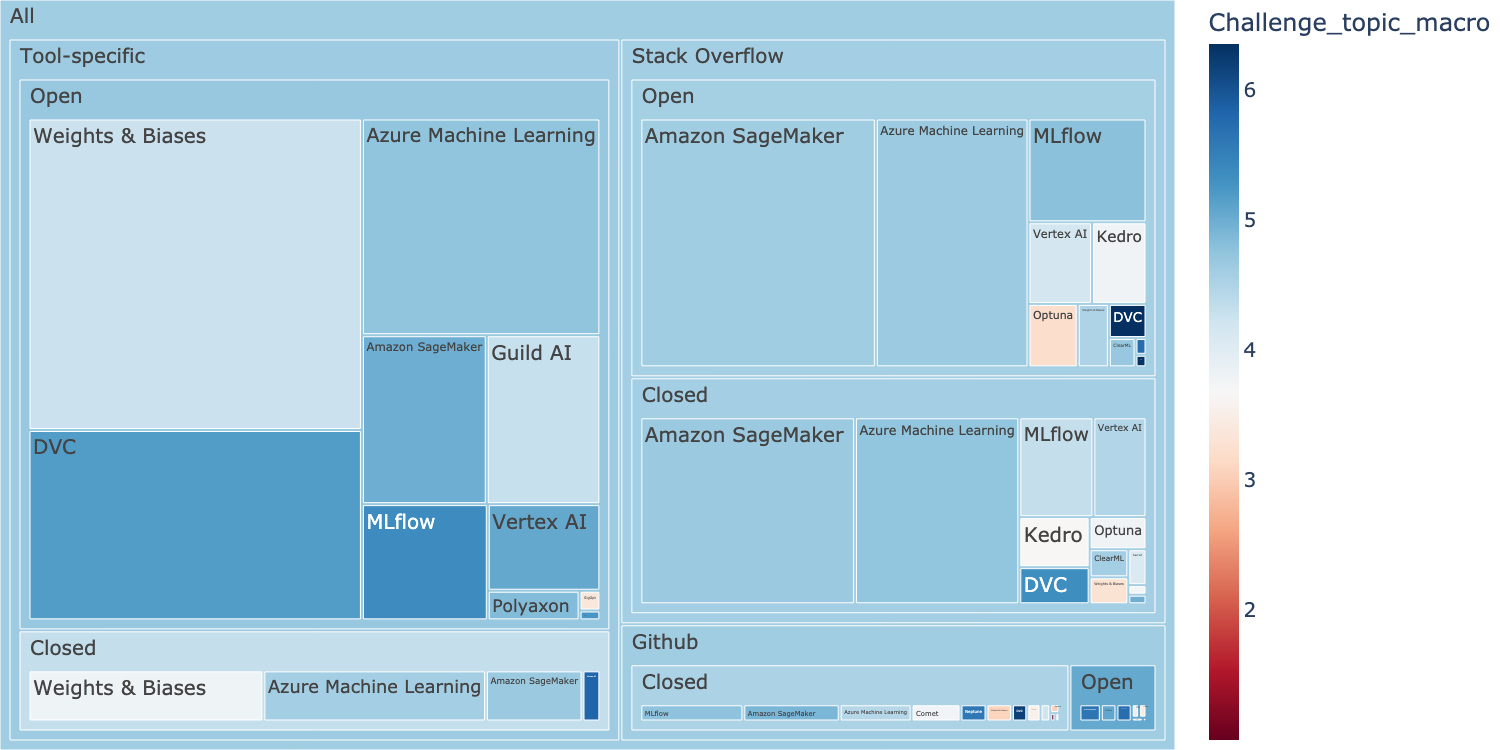 All
Tool-specific
Open
Weights & Biases
Azure Machine Learning
DVC
Amazon SageMaker
Guild AI
MLflow
Vertex AI
Polyaxon
Closed
Weights & Biases
Azure Machine Learning
Amazon SageMaker
Stack Overflow
Open
Amazon SageMaker
Azure Machine Learning
MLflow
Vertex AI
Kedro
Optuna
Weights & Biases
DVC
ClearML
Closed
Amazon SageMaker
Azure Machine Learning
MLflow
Vertex AI
Kedro
Optuna
DVC
ClearML
Weights & Biases
Github
Closed
MLflow
Amazon SageMaker
Azure Machine Learning
Comet
Neptune
Open
Challenge_topic_macro
6
5
4
3
2